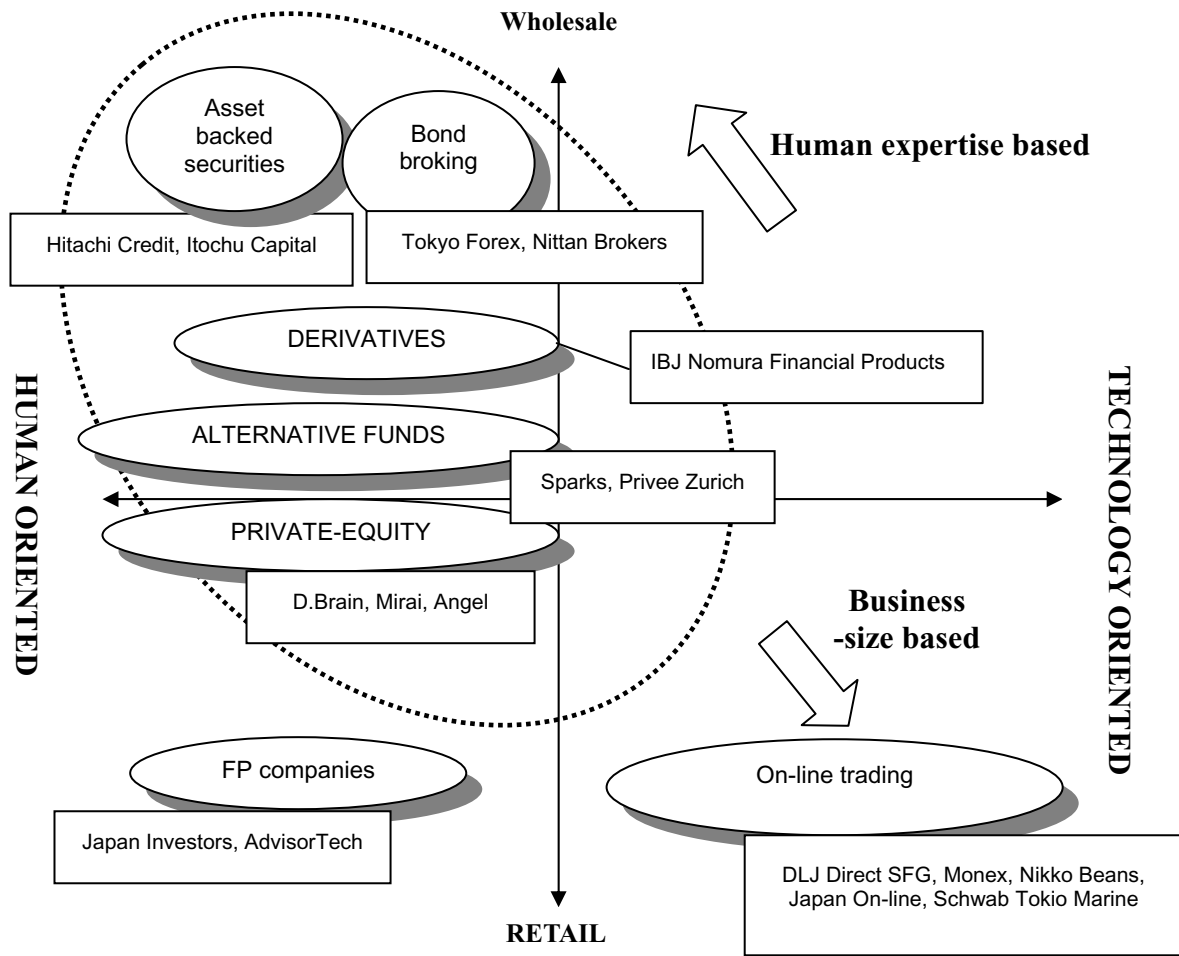 Wholesale
Asset
backed
securities
Bond
broking
Human expertise based
Hitachi Credit, Itochu Capital
Tokyo Forex, Nittan Brokers
DERIVATIVES
IBJ Nomura Financial Products
HUMAN ORIENTED
TECHNOLOGY ORIENTED
ALTERNATIVE FUNDS
Sparks, Privee Zurich
PRIVATE-EQUITY
D.Brain, Mirai, Angel
Business
-size based
FP companies
On-line trading
Japan Investors, AdvisorTech
DLJ Direct SFG, Monex, Nikko Beans,
Japan On-line, Schwab Tokio Marine
RETAIL